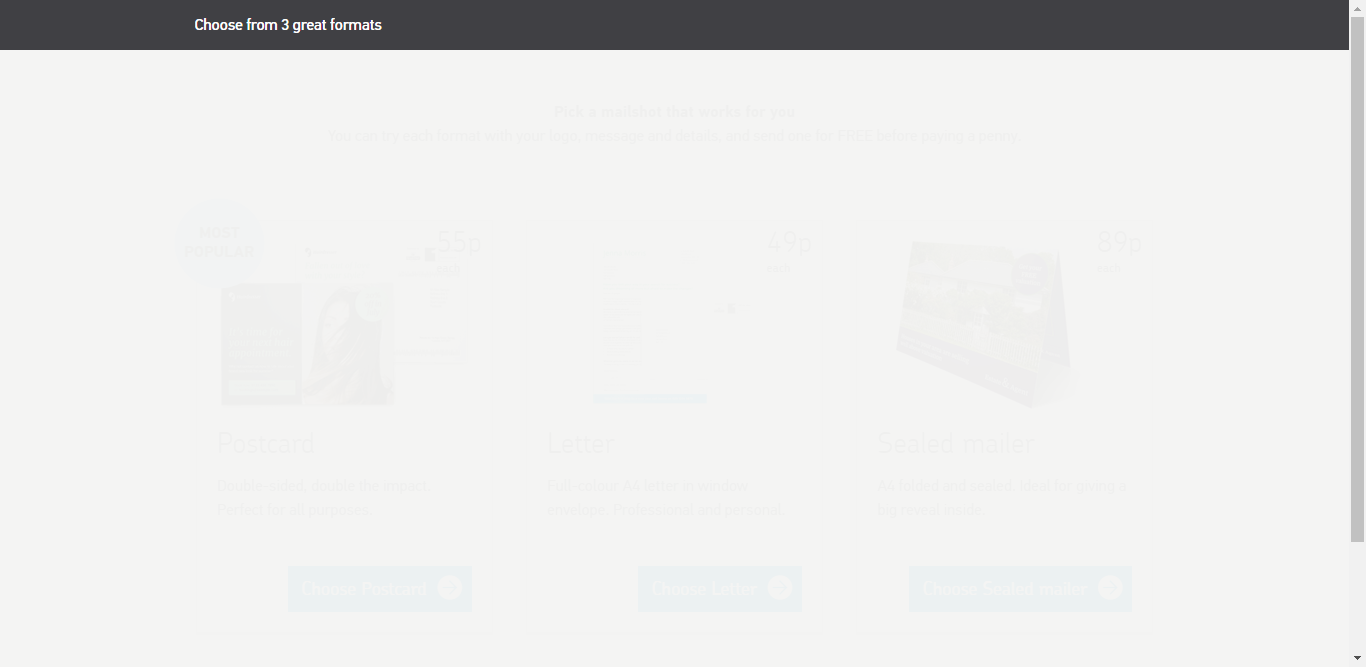 Choose from 3 great formats
Pick a mailshot that works for you
You can try each format with your logo, message and details, and send one for FREE before paying a penny.
MOST
POPULAR
55p
each
49p
each
89p
each
Postcard
Double-sided, double the impact.
Perfect for all purposes.
Letter
Full colour A4 letter in window
envelope. Professional and personal.
Sealed mailer
A4 folded and sealed. Ideal for giving a
big reveal inside.
Choose Postcard
Choose Letter
Choose Sealed mailer